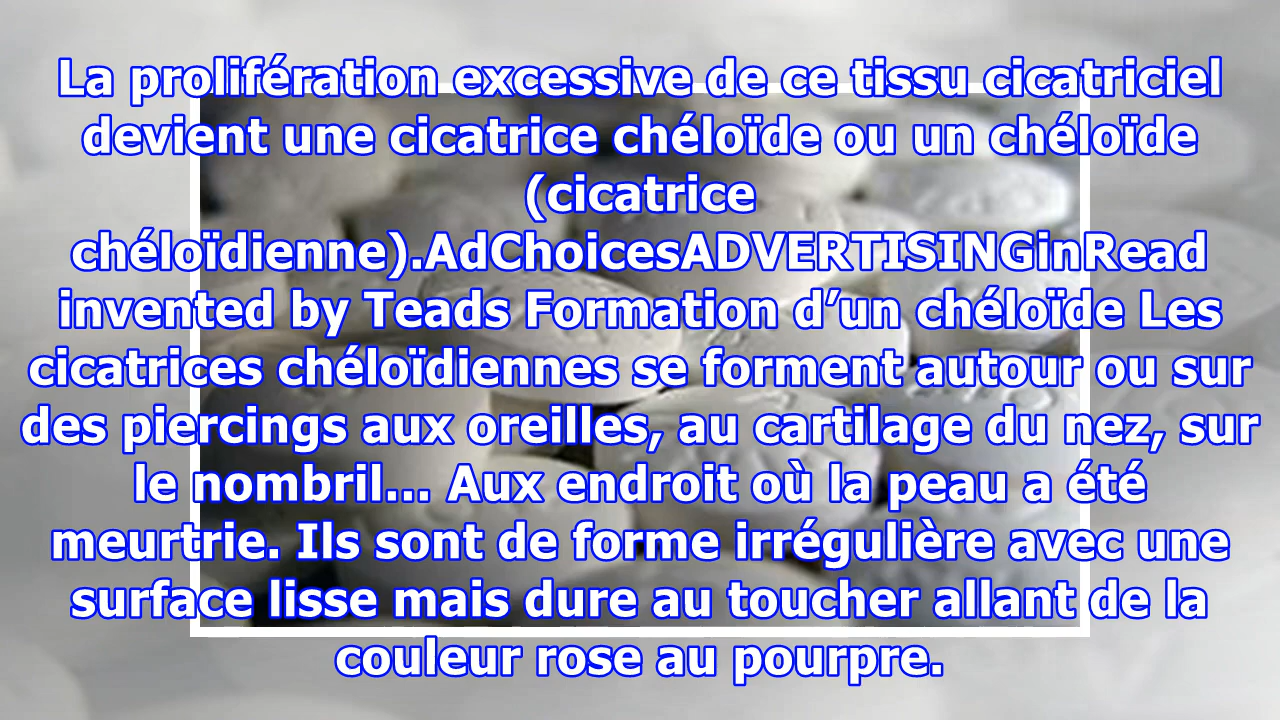 La prolifération excessive de ce tissu cicatriciel
devient une cicatrice chéloïde ou un chéloïde
(cicatrice
chéloïdienne).AdChoicesADVERTISINGinRead
invented by Teads Formation d’un chéloïde Les
cicatrices chéloïdiennes se forment autour ou sur
des piercings aux oreilles, au cartilage du nez, sur
le nombril… Aux endroit où la peau a été
meurtrie. Ils sont de forme irrégulière avec une
surface lisse mais dure au toucher allant de la
couleur rose au pourpre.